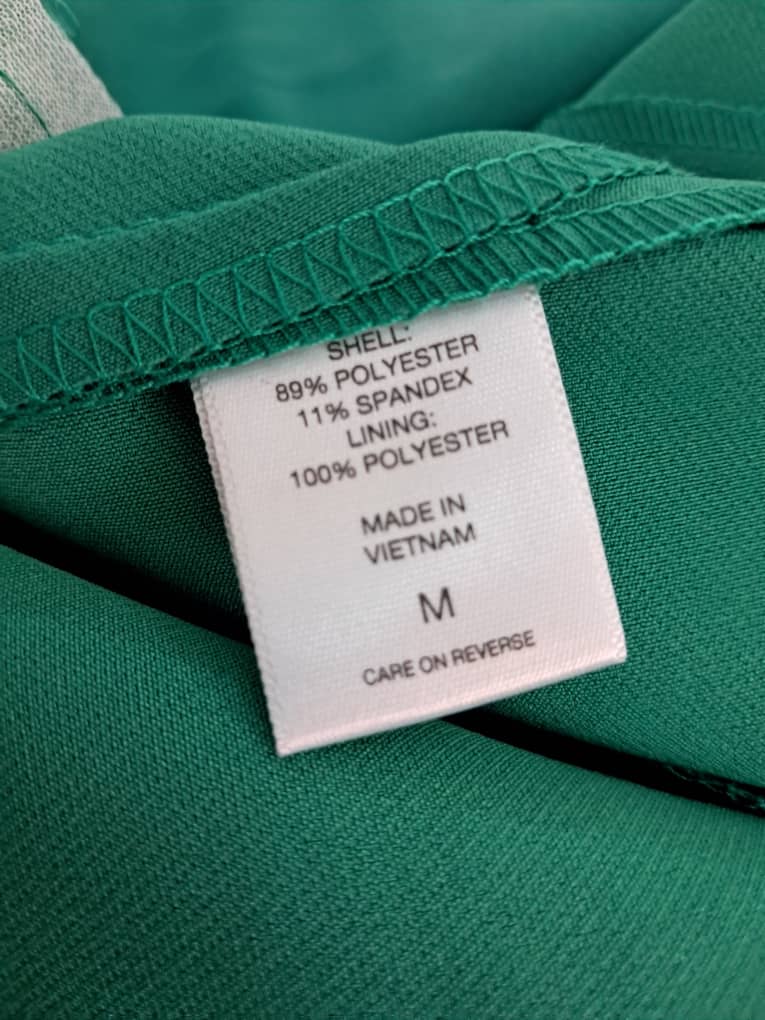 SHELL:
89% POLYESTER
11% SPANDEX
LINING:
100% POLYESTER
MADE IN
VIETNAM
M
CARE ON REVERSE